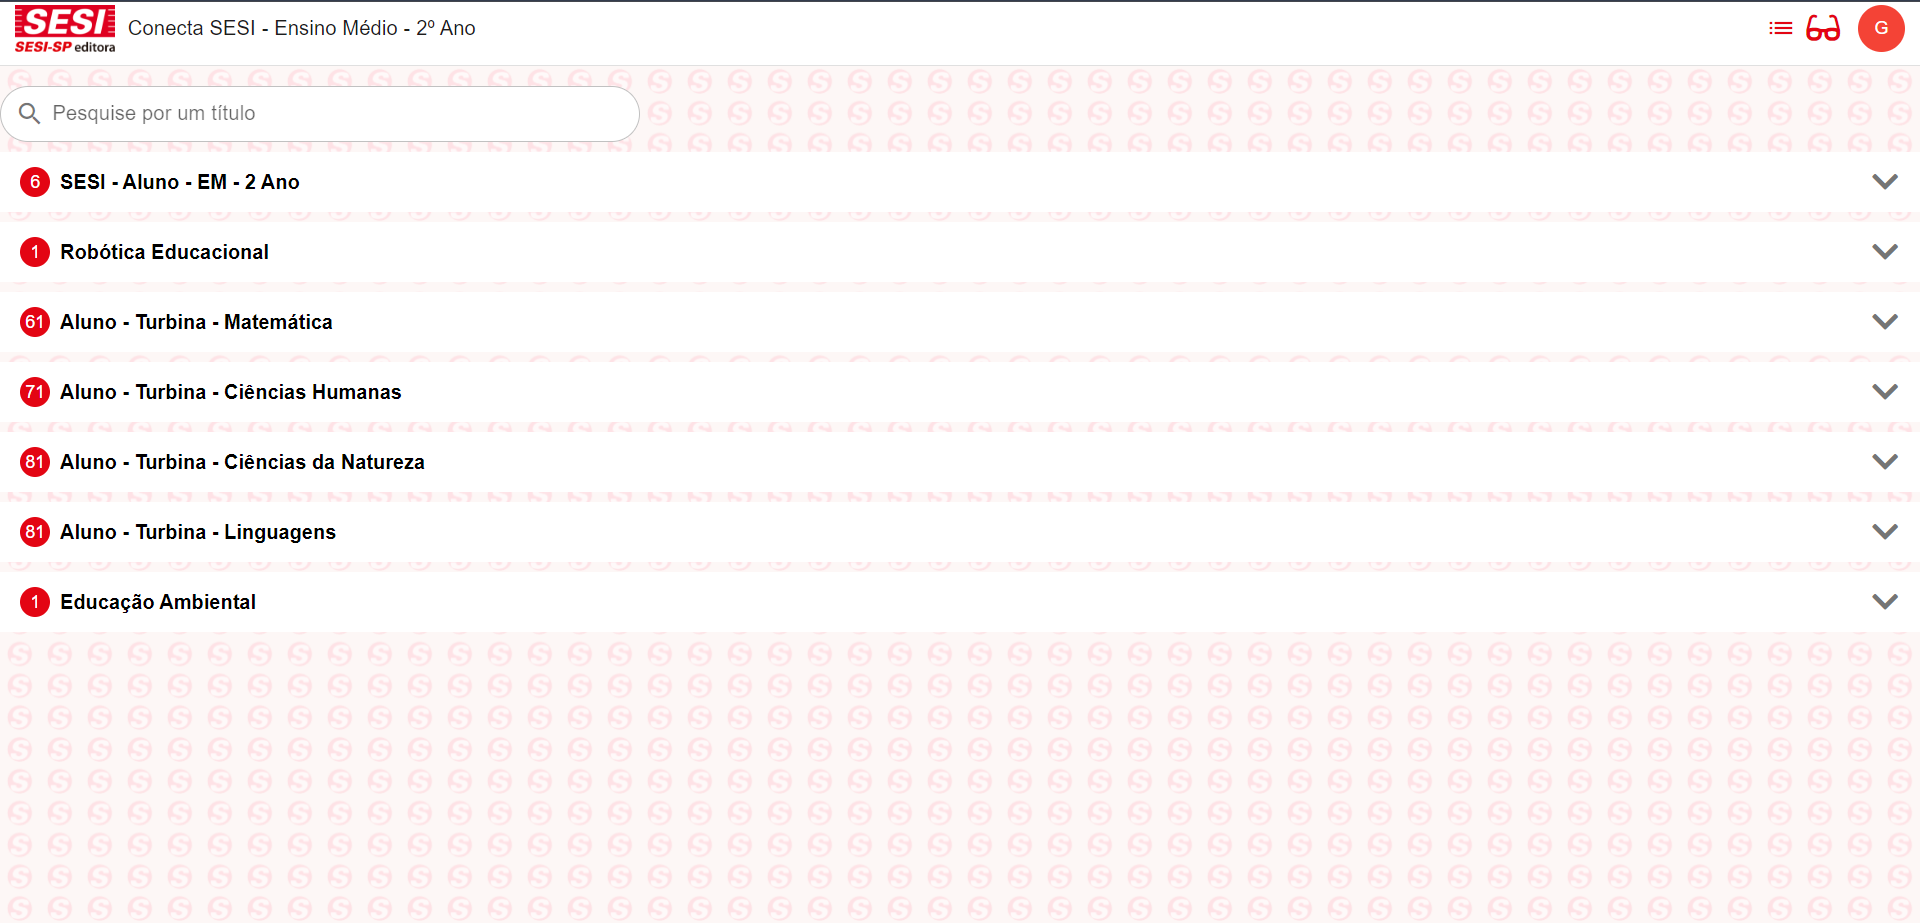 SESI
SESI-SP editora
Conecta SESI - Ensino Médio - 2º Ano
G
Pesquise por um título
6 SESI - Aluno - EM - 2 Ano
1 Robótica Educacional
61 Aluno - Turbina - Matemática
71 Aluno - Turbina - Ciências Humanas
81 Aluno - Turbina - Ciências da Natureza
81 Aluno - Turbina - Linguagens
1 Educação Ambiental